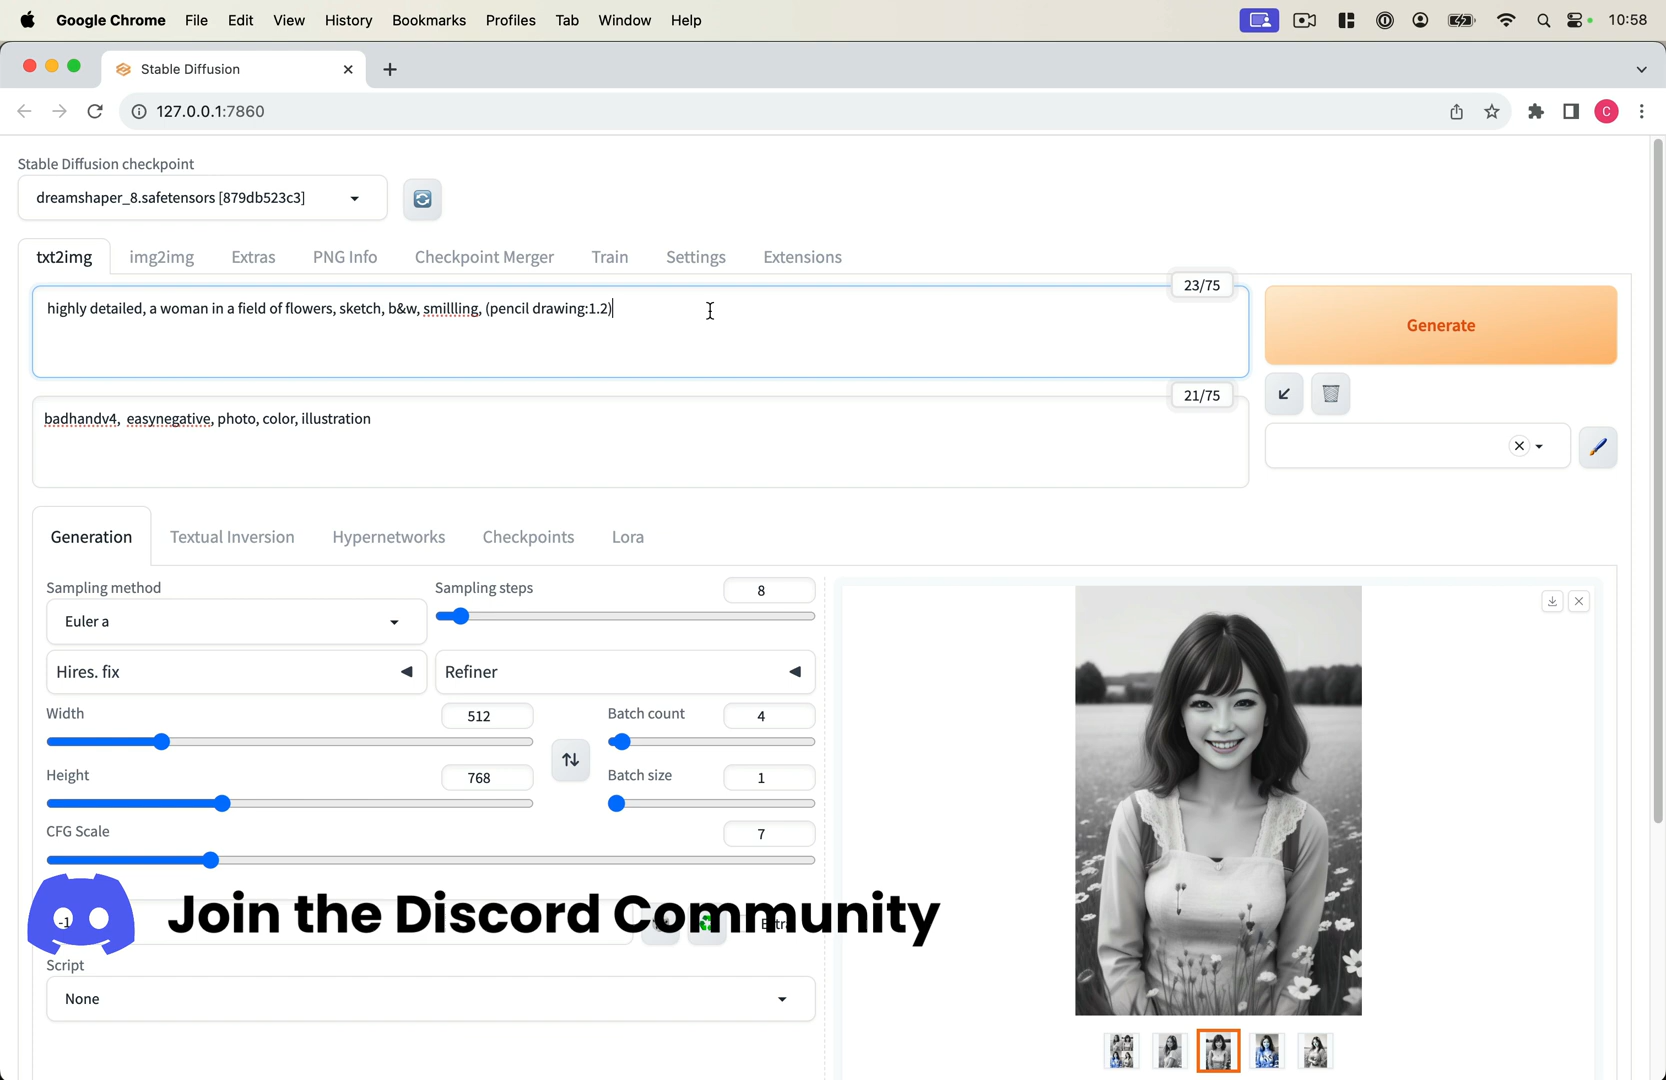 Google Chrome File Edit View History Bookmarks Profiles Tab Window Help 10:58
Stable Diffusion
127.0.0.1:7860 C
Stable Diffusion checkpoint
dreamshaper_8.safetensors [879db523c3]
txt2img img2img Extras PNG Info Checkpoint Merger Train Settings Extensions
23/75
highly detailed, a woman in a field of flowers, sketch, b&w, smillling, (pencil drawing:1.2)
Generate
21/75
badhandv4, easynegative, photo, color, illustration
Generation Textual Inversion Hypernetworks Checkpoints Lora
Sampling method Sampling steps 8
Euler a
Hires. fix Refiner
Width 512 Batch count 4
Height 768 Batch size 1
CFG Scale 7
Join the Discord Community
-1
Script
None